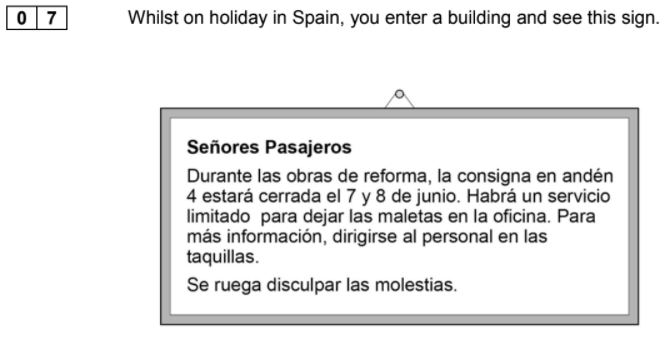 0 7 Whilst on holiday in Spain, you enter a building and see this sign.
Señores Pasajeros
Durante las obras de reforma, la consigna en andén
4 estará cerrada el 7 y 8 de junio. Habrá un servicio
limitado  para dejar las maletas en la oficina. Para
más información, dirigirse al personal en las
taquillas.
Se ruega disculpar las molestias.